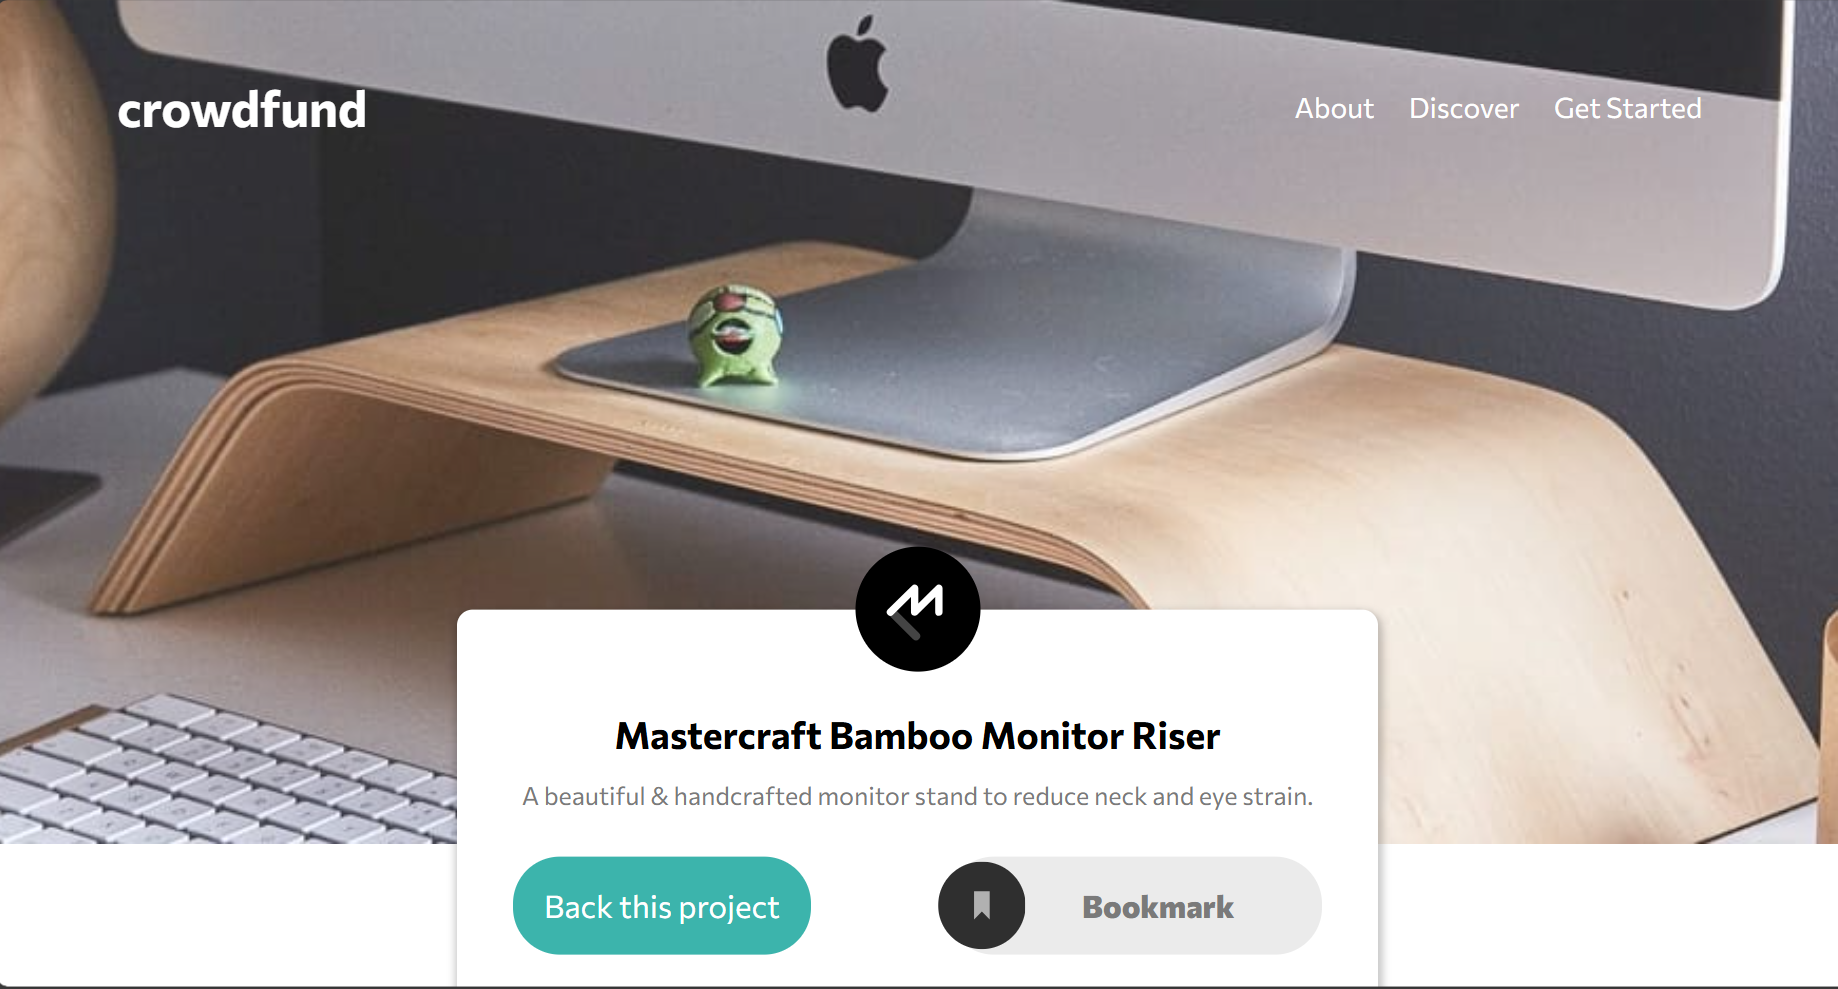 crowdfund
About Discover Get Started
Mastercraft Bamboo Monitor Riser
A beautiful & handcrafted monitor stand to reduce neck and eye strain.
Back this project
Bookmark